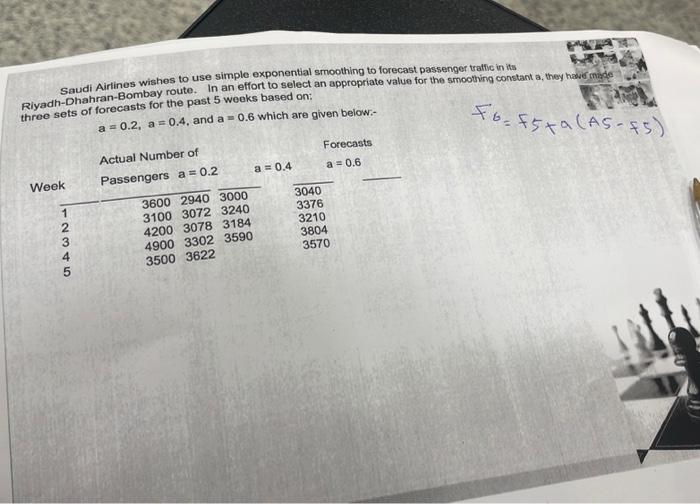 Saudi Airlines wishes to use simple exponential smoothing to forecast passenger traffic in its
Riyadh-Dhahran-Bombay route. In an effort to select an appropriate value for the smoothing constant a, they have made
three sets of forecasts for the past 5 weeks based on:
a = 0.2, a = 0.4, and a = 0.6 which are given below:-
F6 = F5 + a (A5 - F5)
Forecasts
Actual Number of
Week Passengers a = 0.2 a = 0.4 a = 0.6
1 3600 2940 3000 3040
2 3100 3072 3240 3376
3 4200 3078 3184 3210
4 4900 3302 3590 3804
5 3500 3622 3570